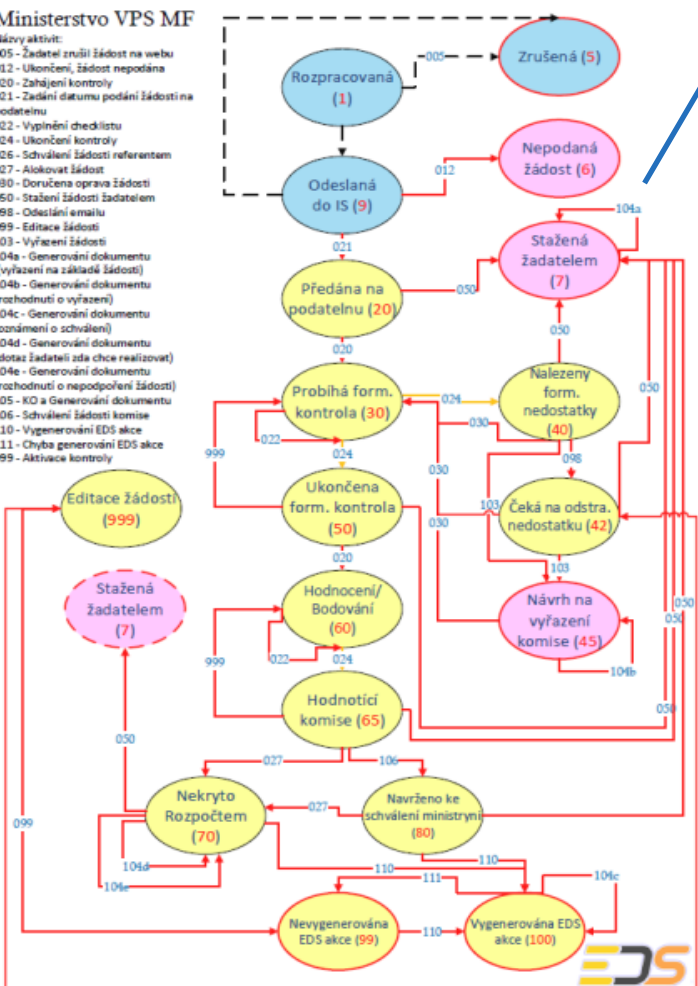 Ministerstvo VPS MF
Názvy aktivit:
05 - Žadatel zrušil žádost na webu
12 - Ukončení, žádost nepodána
20 - Zahájení kontroly
21 - Zadání datumu podání žádosti na
podatelnu
22 - Vyplnění checklistu
24 - Ukončení kontroly
26 - Schválení žádosti referentem
27 - Alokovat žádost
30 - Doručena oprava žádosti
50 - Stažení žádosti žadatelem
98 - Odeslání emailu
99 - Editace žádosti
03 - Vyřazení žádosti
04a - Generování dokumentu
(vyřazení na základě žádosti)
04b - Generování dokumentu
rozhodnutí o vyřazení)
04c - Generování dokumentu
oznámení o schválení)
04d - Generování dokumentu
dotaz žadateli zda chce realizovat)
04e - Generování dokumentu
rozhodnutí o nepodpoření žádosti)
05 - KO a Generování dokumentu
06 - Schválení žádosti komise
10 - Vygenerování EDS akce
11 - Chyba generování EDS akce
99 - Aktivace kontroly
Rozpracovaná
(1)
005
Zrušená (5)
Odeslaná
do IS (9)
012
Nepodaná
žádost (6)
021
104a
Stažená
žadatelem
(7)
Předána na
podatelnu (20)
050
020
050
050
Probíhá form.
kontrola (30)
024
Nalezeny
form.
nedostatky
(40)
022
030
999
024
098
030
Editace žádosti
(999)
Ukončena
form. kontrola
(50)
103
Čeká na odstra.
nedostatku (42)
030
020
103
Stažená
žadatelem
(7)
Hodnocení/
Bodování
(60)
Návrh na
vyřazení
komise (45)
050
050
022
024
999
104b
Hodnotící
komise (65)
050
050
027
106
Nekryto
Rozpočtem
(70)
027
Navrženo ke
schválení ministryní
(80)
099
104d
104e
110
110
111
104c
Nevygenerována
EDS akce (99)
110
Vygenerována EDS
akce (100)
EDS